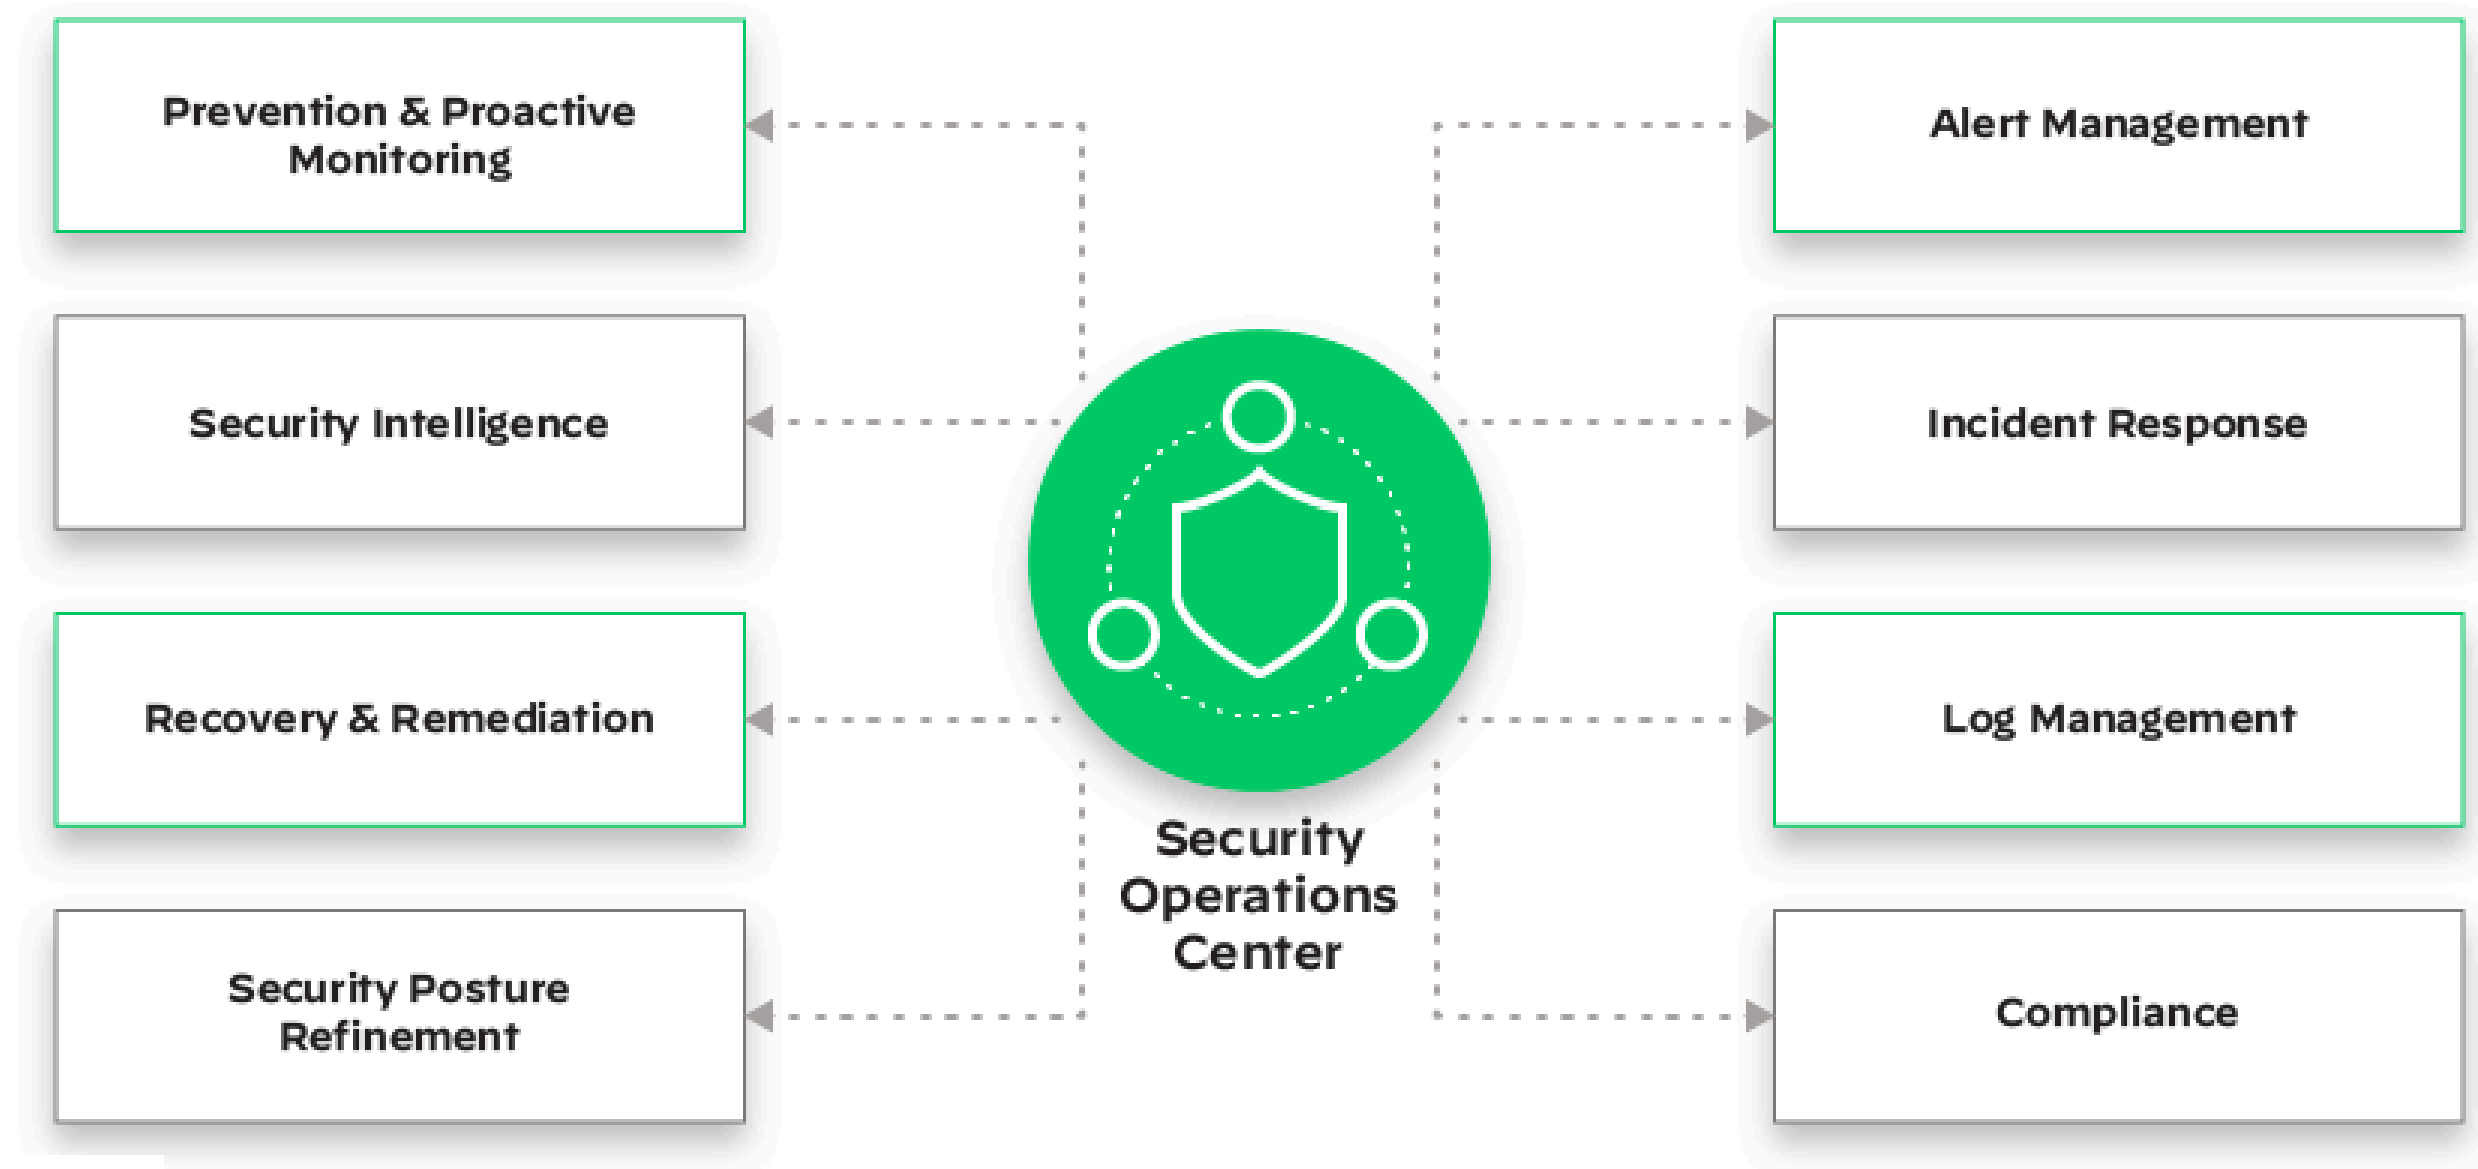 Prevention & Proactive
Monitoring
Security Intelligence
Recovery & Remediation
Security Posture
Refinement
Security
Operations
Center
Alert Management
Incident Response
Log Management
Compliance